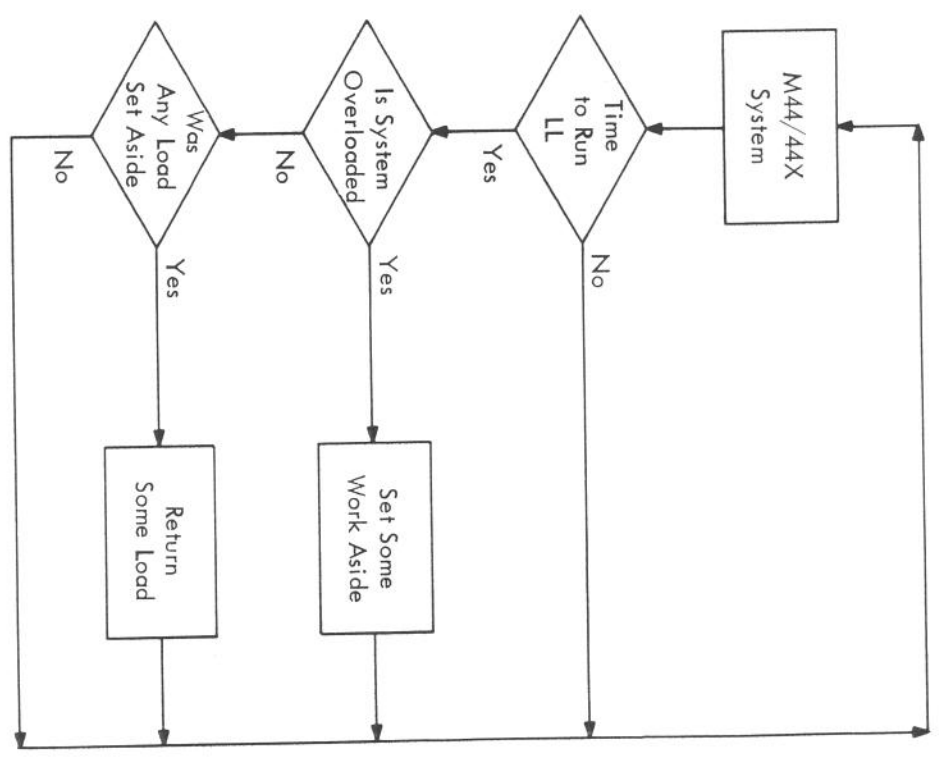 M44/44X
System
Time
to Run
LL
No
Yes
Is System
Overloaded
Yes
Set Some
Work Aside
No
Was
Any Load
Set Aside
Yes
Return
Some Load
No